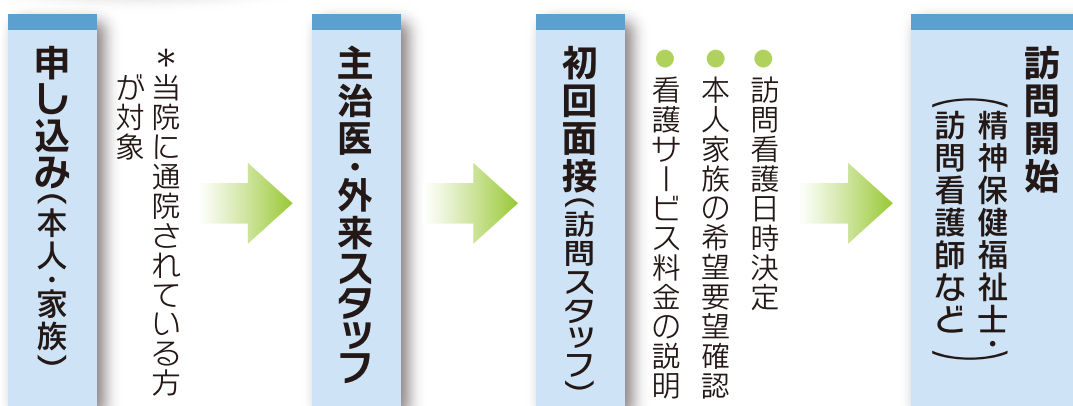 申し込み（本人・家族）
＊当院に通院されている方
が対象
主治医・外来スタッフ
初回面接（訪問スタッフ）
● 訪問看護日時決定
● 本人家族の希望要望確認
● 看護サービス料金の説明
訪問開始
（精神保健福祉士・
訪問看護師など）